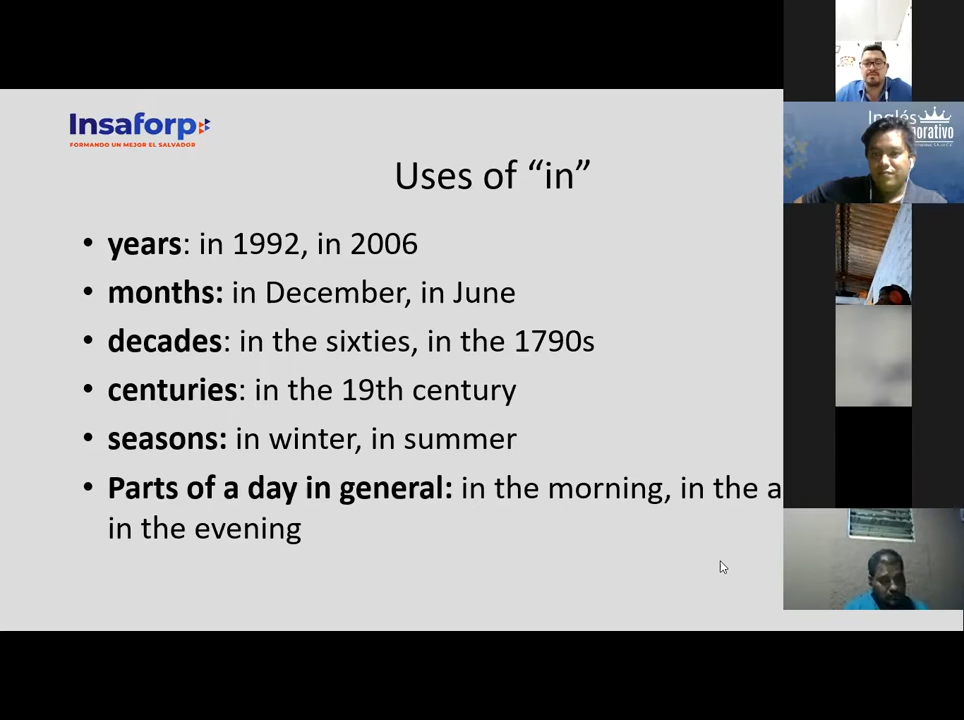 Insaforp
FORMANDO UN MEJOR EL SALVADOR
Uses of “in”
• years: in 1992, in 2006
• months: in December, in June
• decades: in the sixties, in the 1790s
• centuries: in the 19th century
• seasons: in winter, in summer
• Parts of a day in general: in the morning, in the a
in the evening
Inglés